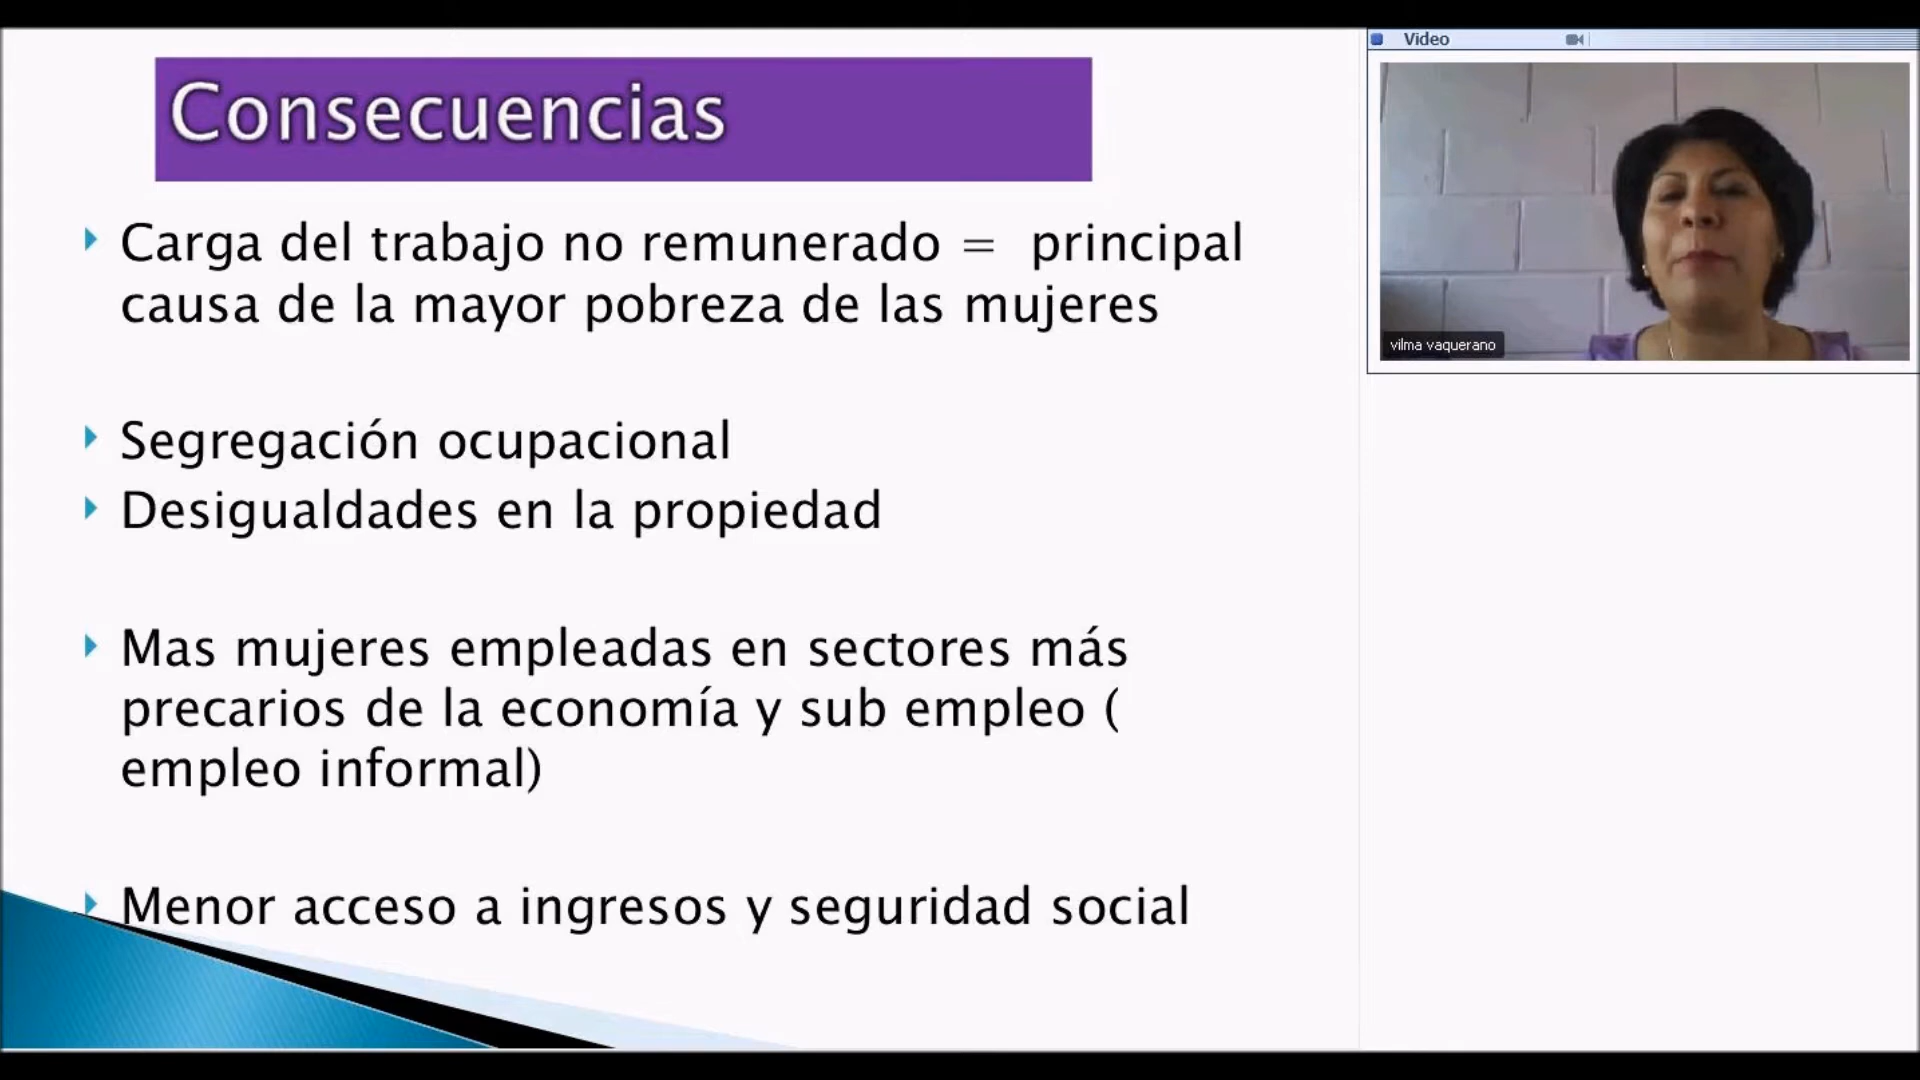 Consecuencias
Carga del trabajo no remunerado = principal
causa de la mayor pobreza de las mujeres
Segregación ocupacional
Desigualdades en la propiedad
Mas mujeres empleadas en sectores más
precarios de la economía y sub empleo (
empleo informal)
Menor acceso a ingresos y seguridad social
Video
vilma vaquerano